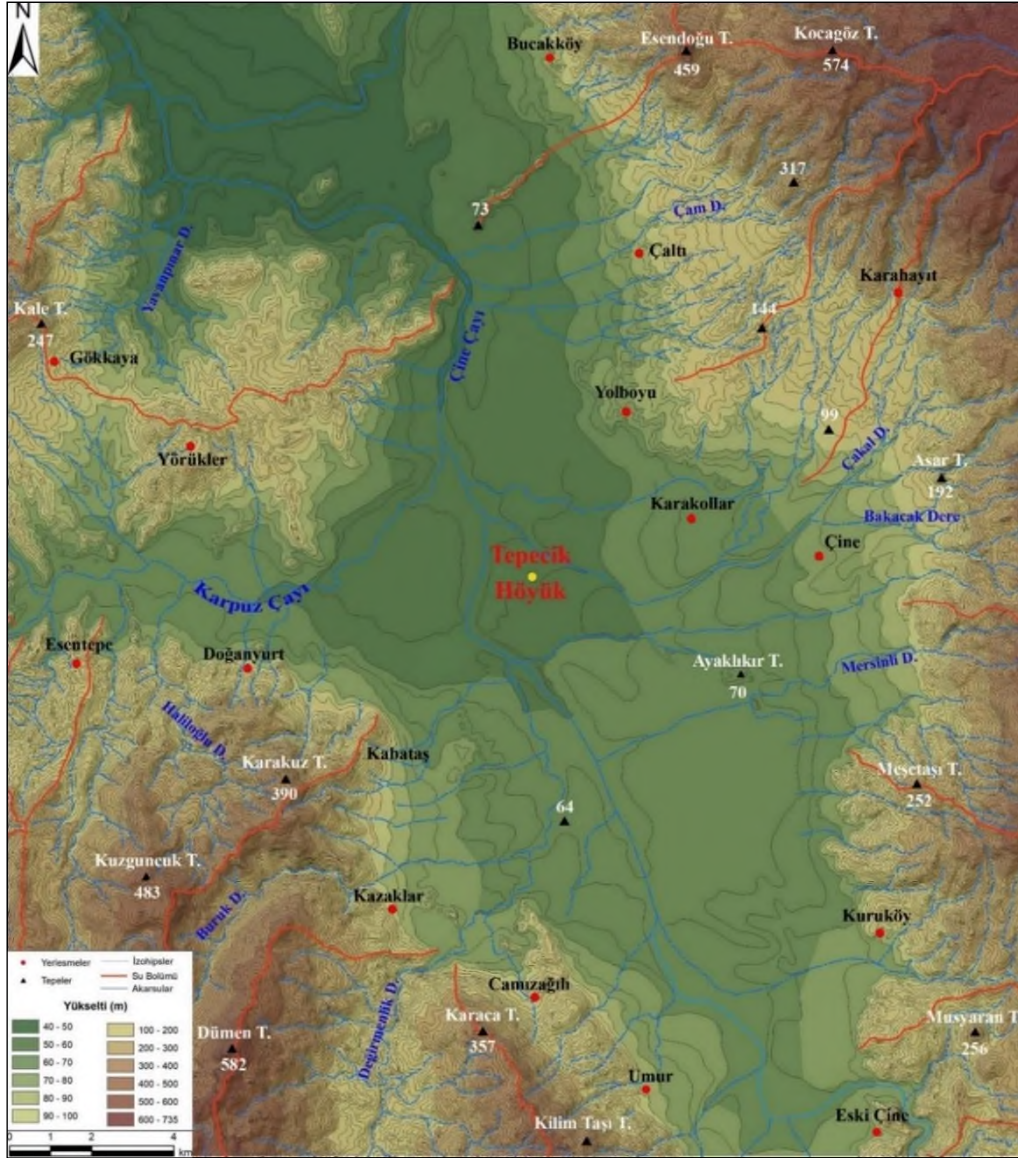 N
Bucakköy
Esendoğu T.
459
Kocagöz T.
574
317
73
Çam D.
Çaltı
Yavanpınar D.
Karahayıt
Kale T.
247
Gökkaya
Çine Çayı
144
Yolboyu
99
Yörükler
Çakal D.
Asar T.
192
Karakollar
Bakacak Dere
Çine
Tepecik
Höyük
Karpuz Çayı
Esentepe
Doğanyurt
Ayaklıkır T.
70
Mersinli D.
Haliloğlu D.
Karakuz T.
390
Kabataş
Meşetaşı T.
252
64
Kuzguncuk T.
483
Buruk D.
Kazaklar
Kuruköy
Camızağılı
Değirmenlik D.
Karaca T.
357
Musyaran T
256
Dümen T.
582
Umur
Kilim Taşı T.
Eski Çine
Yerleşmeler
İzohipsler
Tepeler
Su Bölümü
Akarsular
Yükselti (m)
40 - 50
100 - 200
50 - 60
200 - 300
60 - 70
300 - 400
70 - 80
400 - 500
80 - 90
500 - 600
90 - 100
600 - 735
0 1 2 4
km